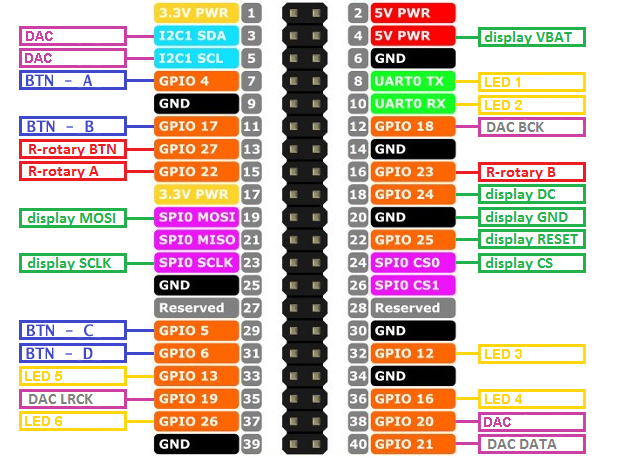 3.3V PWR 1 2 5V PWR
DAC I2C1 SDA 3 4 5V PWR display VBAT
DAC I2C1 SCL 5 6 GND
BTN - A GPIO 4 7 8 UART0 TX LED 1
GND 9 10 UART0 RX LED 2
BTN - B GPIO 17 11 12 GPIO 18 DAC BCK
R-rotary BTN GPIO 27 13 14 GND
R-rotary A GPIO 22 15 16 GPIO 23 R-rotary B
3.3V PWR 17 18 GPIO 24 display DC
display MOSI SPI0 MOSI 19 20 GND display GND
SPI0 MISO 21 22 GPIO 25 display RESET
display SCLK SPI0 SCLK 23 24 SPI0 CS0 display CS
GND 25 26 SPI0 CS1
Reserved 27 28 Reserved
BTN - C GPIO 5 29 30 GND
BTN - D GPIO 6 31 32 GPIO 12 LED 3
LED 5 GPIO 13 33 34 GND
DAC LRCK GPIO 19 35 36 GPIO 16 LED 4
LED 6 GPIO 26 37 38 GPIO 20 DAC
GND 39 40 GPIO 21 DAC DATA